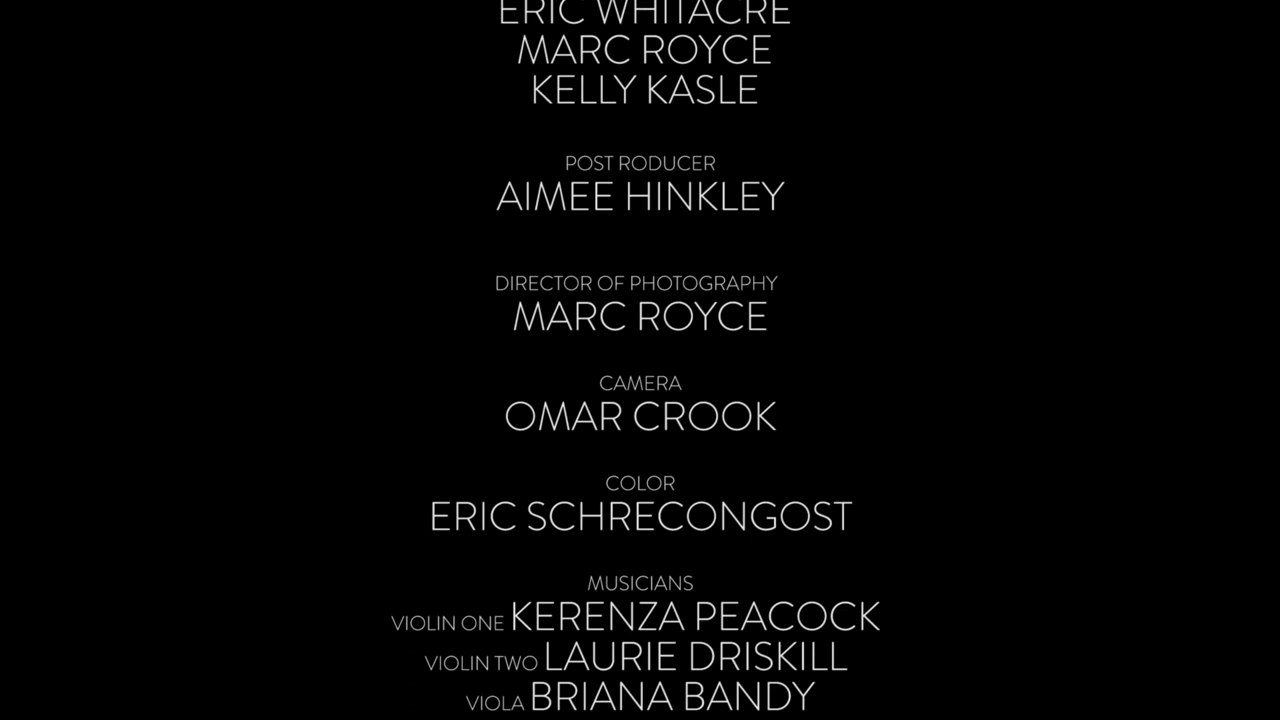 ERIC WHITACRE
MARC ROYCE
KELLY KASLE
POST RODUCER
AIMEE HINKLEY
DIRECTOR OF PHOTOGRAPHY
MARC ROYCE
CAMERA
OMAR CROOK
COLOR
ERIC SCHRECONGOST
MUSICIANS
VIOLIN ONE KERENZA PEACOCK
VIOLIN TWO LAURIE DRISKILL
VIOLA BRIANA BANDY